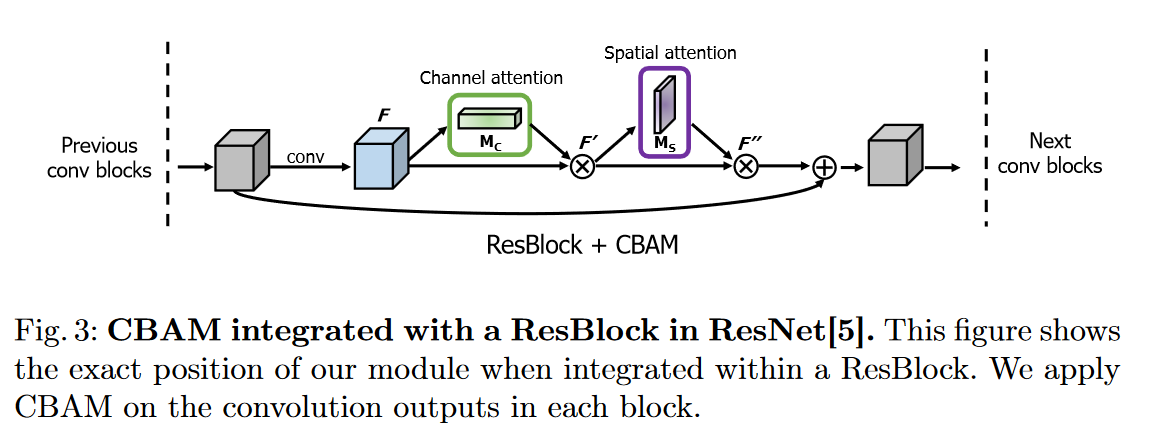 Spatial attention
Channel attention
F
M_C
F′
M_S
F″
Previous
conv blocks
conv
Next
conv blocks
ResBlock + CBAM
Fig. 3: CBAM integrated with a ResBlock in ResNet[5]. This figure shows
the exact position of our module when integrated within a ResBlock. We apply
CBAM on the convolution outputs in each block.